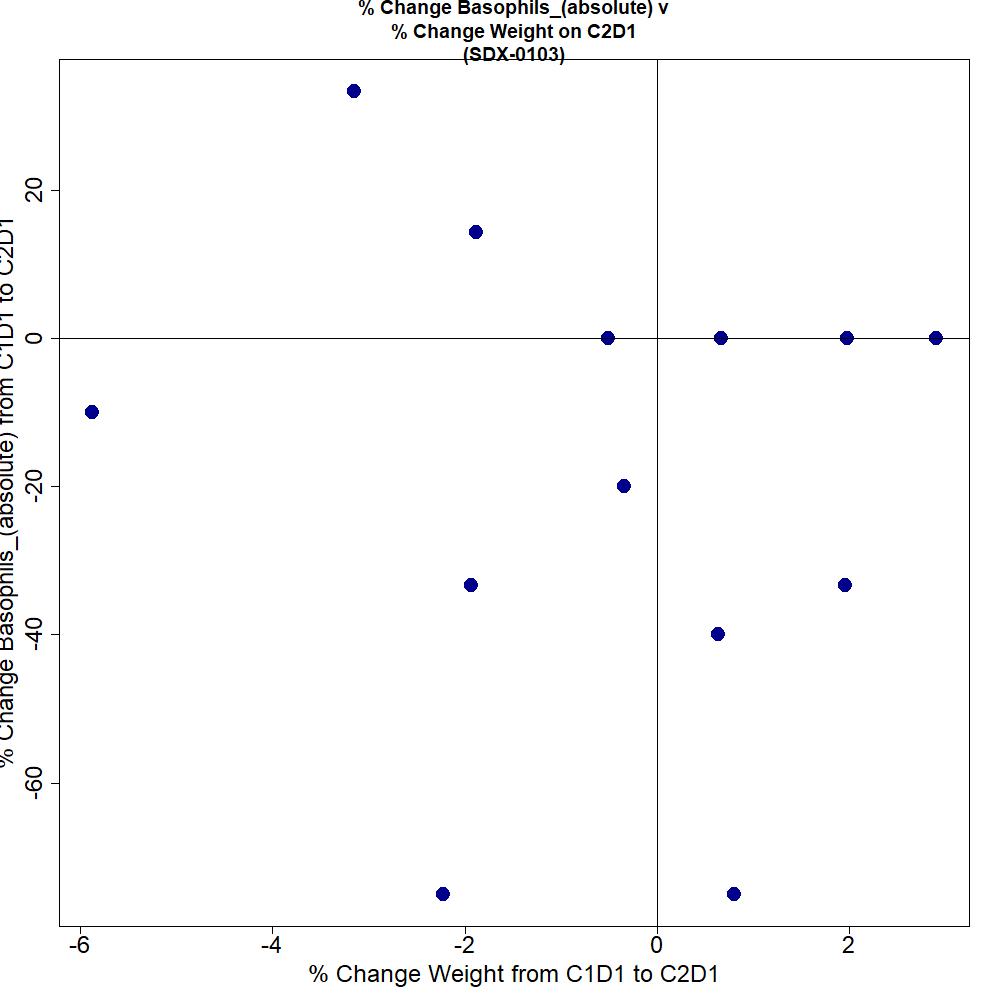 % Change Basophils_(absolute) v
% Change Weight on C2D1
(SDX-0103)
% Change Basophils_(absolute) from C1D1 to C2D1
20
0
-20
-40
-60
-6
-4
-2
0
2
% Change Weight from C1D1 to C2D1